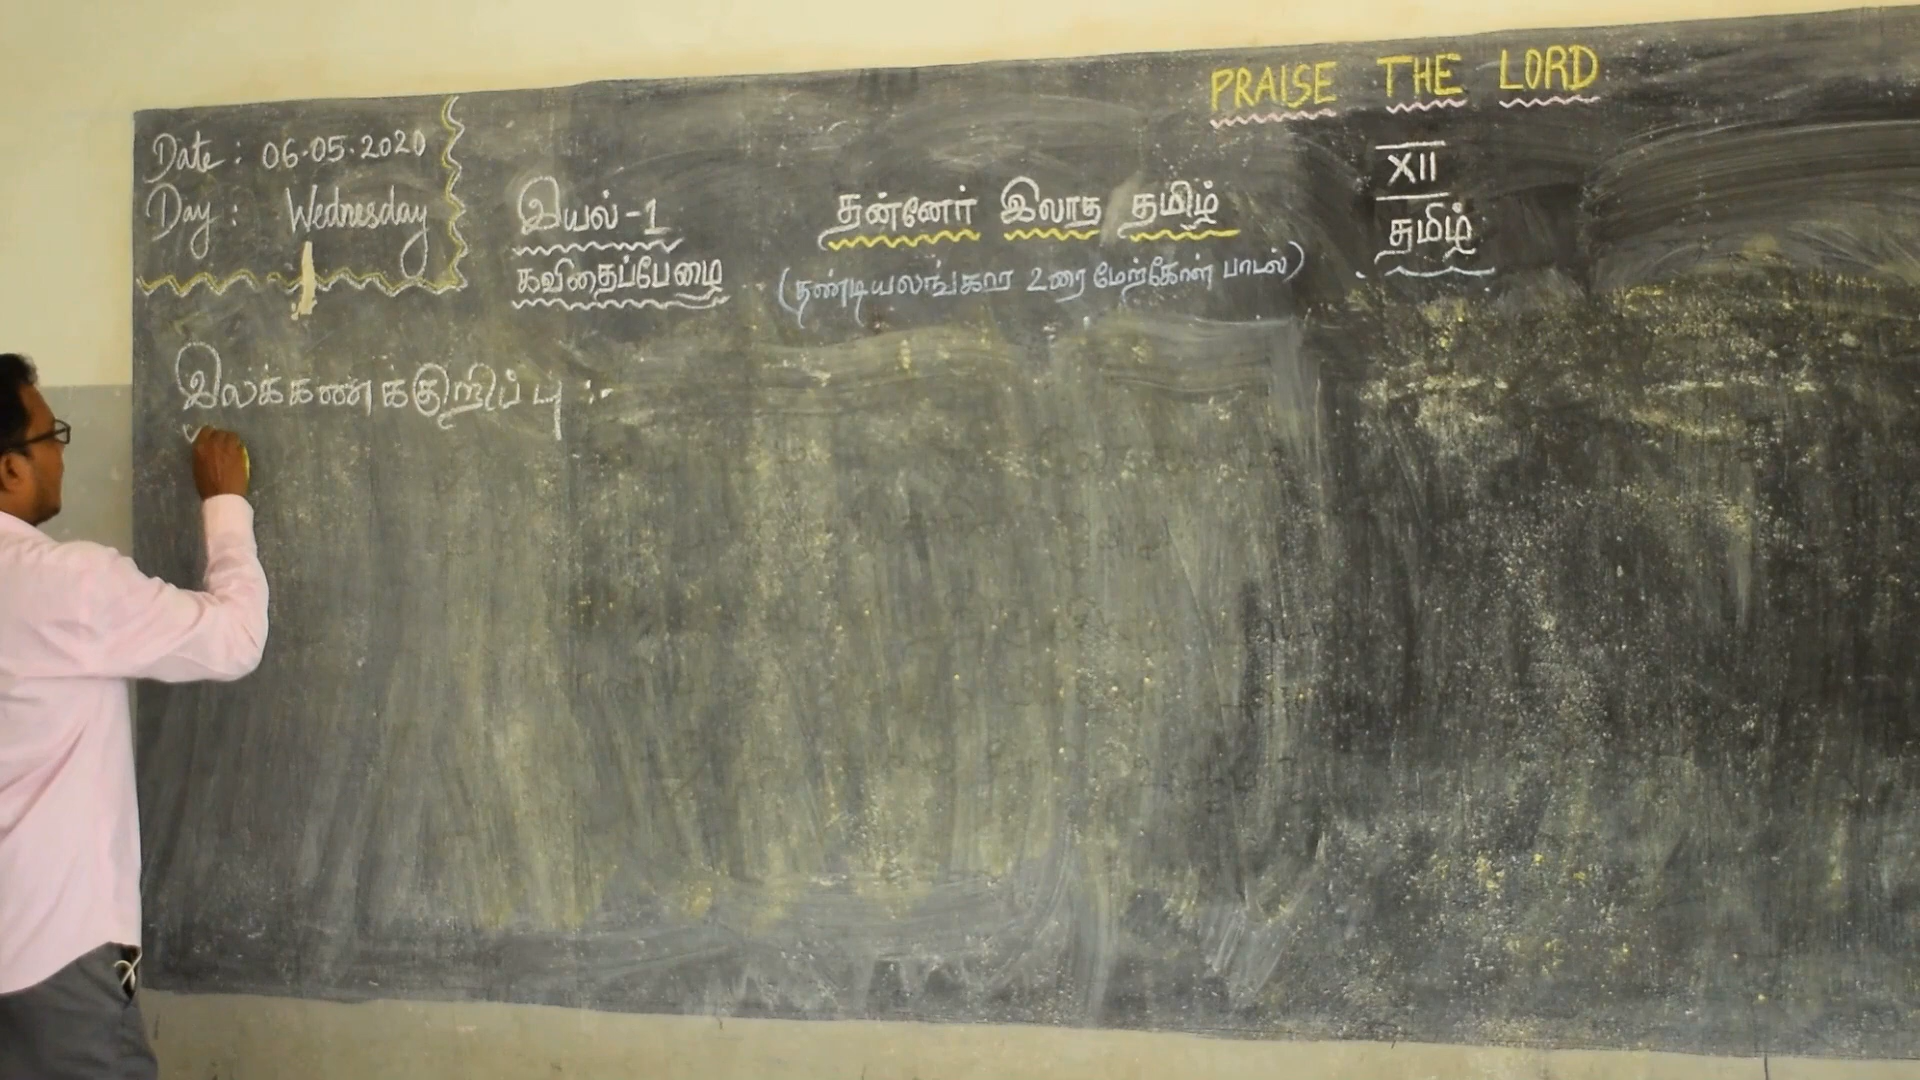 PRAISE THE LORD
Date : 06-05-2020
Day : Wednesday
XII
தமிழ்
இயல் -1
கவிதைப்பேழை
தன்னேர் இலாத தமிழ்
(தண்டியலங்கார உரை மேற்கோள் பாடல்)
இலக்கணக்குறிப்பு :-